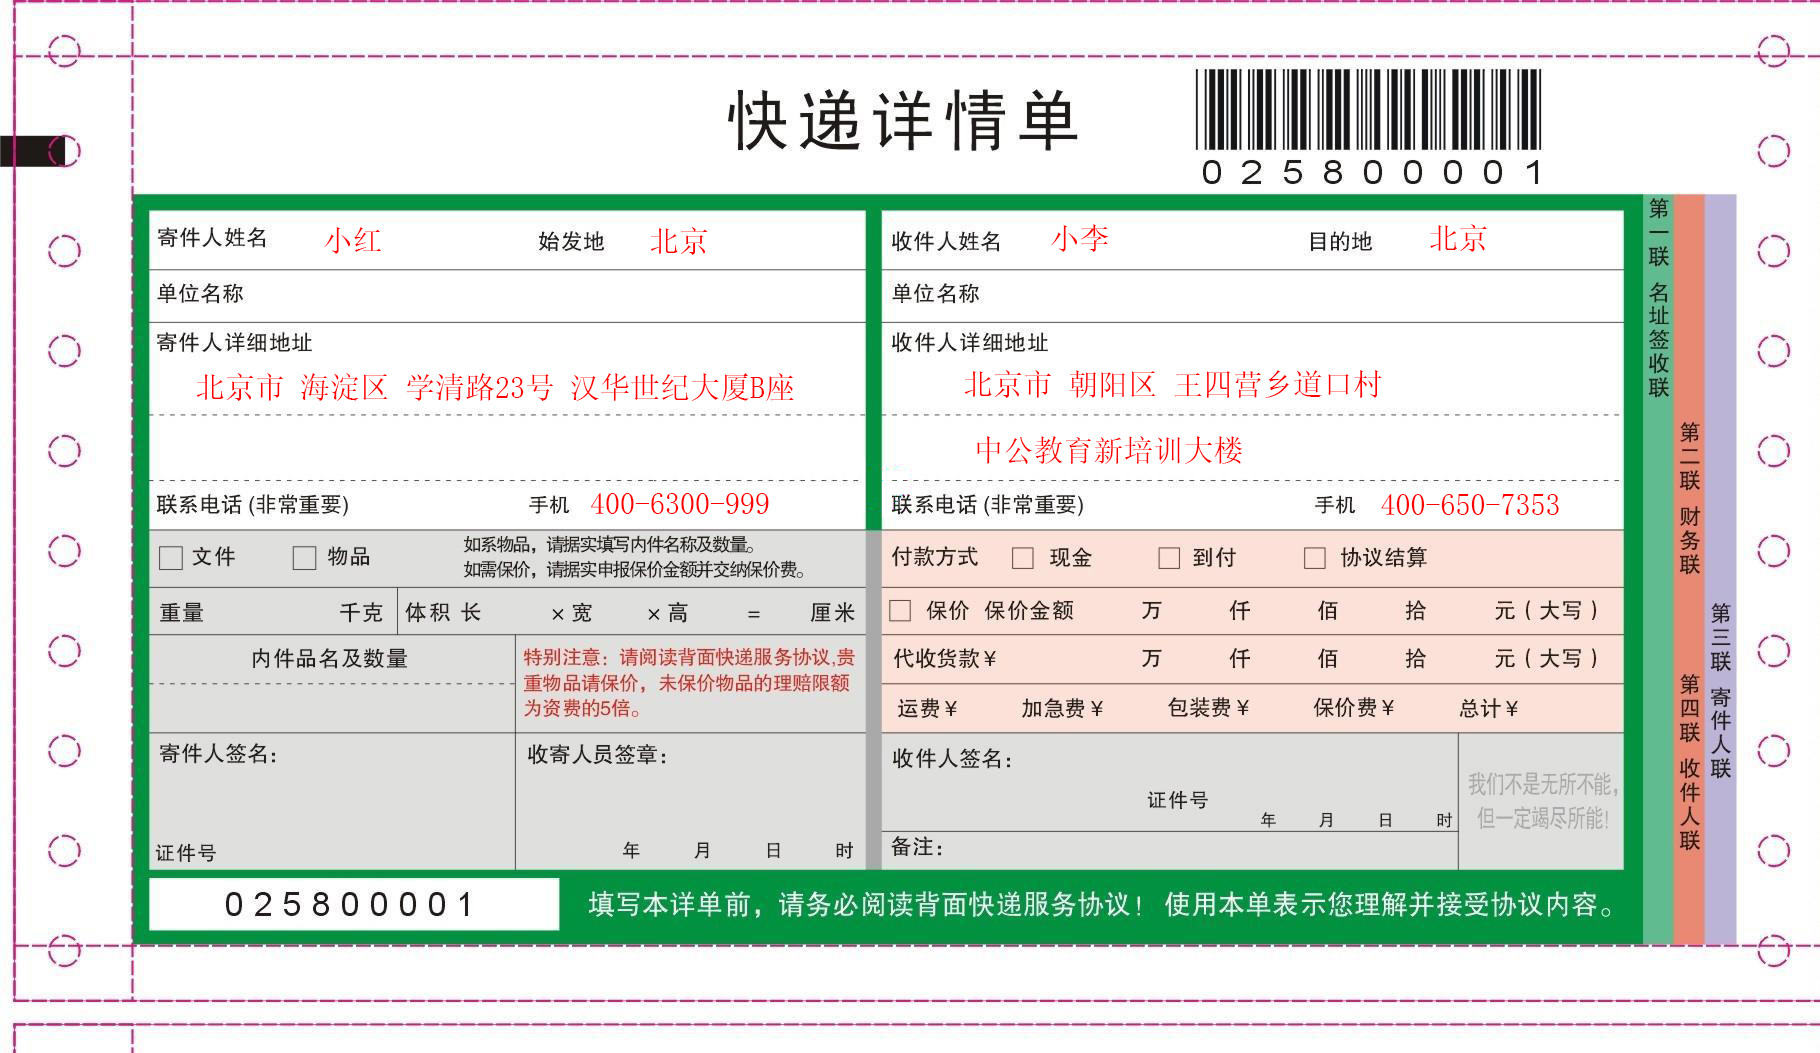 快递详情单
025800001
寄件人姓名 小红 始发地 北京
收件人姓名 小李 目的地 北京
单位名称
单位名称
寄件人详细地址
收件人详细地址
北京市 海淀区 学清路23号 汉华世纪大厦B座
北京市 朝阳区 王四营乡道口村
中公教育新培训大楼
联系电话(非常重要) 手机 400-6300-999
联系电话(非常重要) 手机 400-650-7353
文件 物品
如系物品，请据实填写内件名称及数量。
如需保价，请据实申报保价金额并交纳保价费。
付款方式 现金 到付 协议结算
重量 千克 体积 长 ×宽 ×高 = 厘米
保价 保价金额 万 仟 佰 拾 元（大写）
内件品名及数量
特别注意：请阅读背面快递服务协议,贵
重物品请保价，未保价物品的理赔限额
为资费的5倍。
代收货款¥ 万 仟 佰 拾 元（大写）
运费¥ 加急费¥ 包装费¥ 保价费¥ 总计¥
寄件人签名：
证件号
收寄人员签章：
年 月 日 时
收件人签名：
证件号
年 月 日 时
备注：
我们不是无所不能，
但一定竭尽所能！
025800001
填写本详单前，请务必阅读背面快递服务协议！ 使用本单表示您理解并接受协议内容。
第一联 名址签收联
第二联 财务联
第四联 收件人联
第三联 寄件人联